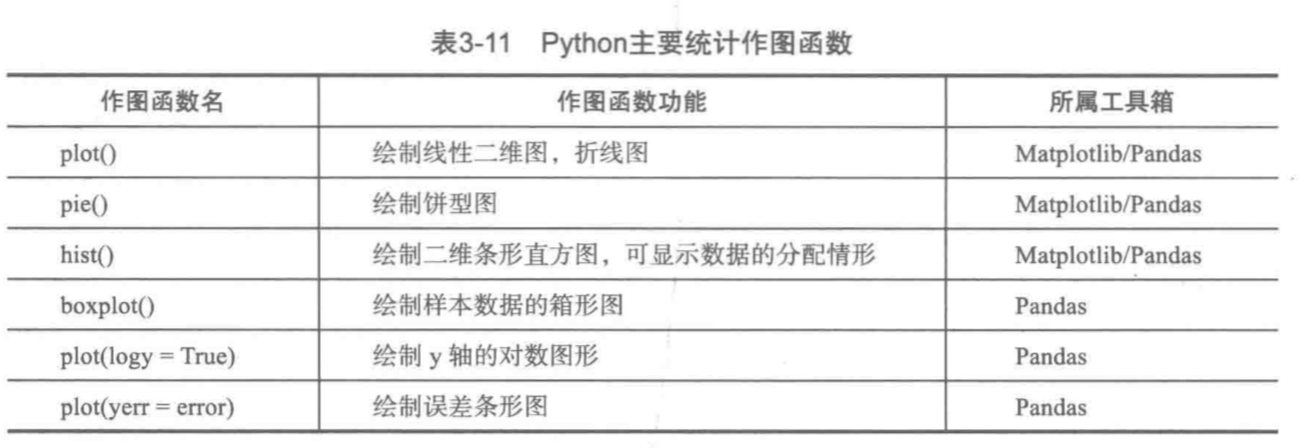 表3-11 Python主要统计作图函数
作图函数名 作图函数功能 所属工具箱
plot() 绘制线性二维图，折线图 Matplotlib/Pandas
pie() 绘制饼型图 Matplotlib/Pandas
hist() 绘制二维条形直方图，可显示数据的分配情形 Matplotlib/Pandas
boxplot() 绘制样本数据的箱形图 Pandas
plot(logy = True) 绘制 y 轴的对数图形 Pandas
plot(yerr = error) 绘制误差条形图 Pandas